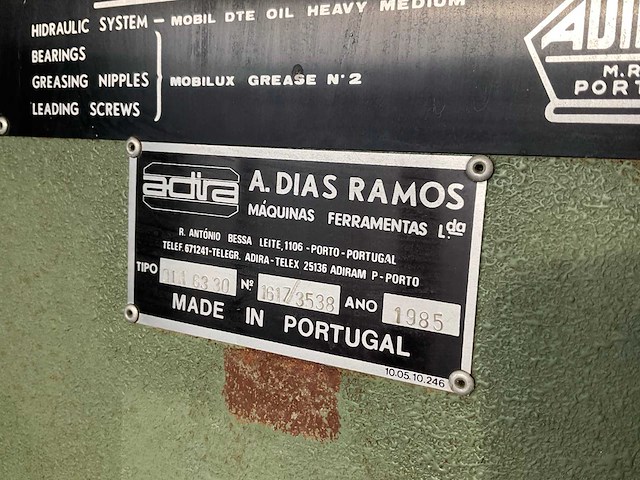 HIDRAULIC SYSTEM — MOBIL DTE OIL HEAVY MEDIUM
BEARINGS
GREASING NIPPLES
MOBILUX GREASE Nº2
LEADING SCREWS
M.R
PORT
adira
A. DIAS RAMOS
MÁQUINAS FERRAMENTAS L.da
R. ANTÓNIO BESSA LEITE, 1106 - PORTO - PORTUGAL
TELEF. 671241 - TELEGR. ADIRA - TELEX 25136 ADIRAM P - PORTO
TIPO Nº 1617/3538 ANO 1985
MADE IN PORTUGAL
10.05.10.246